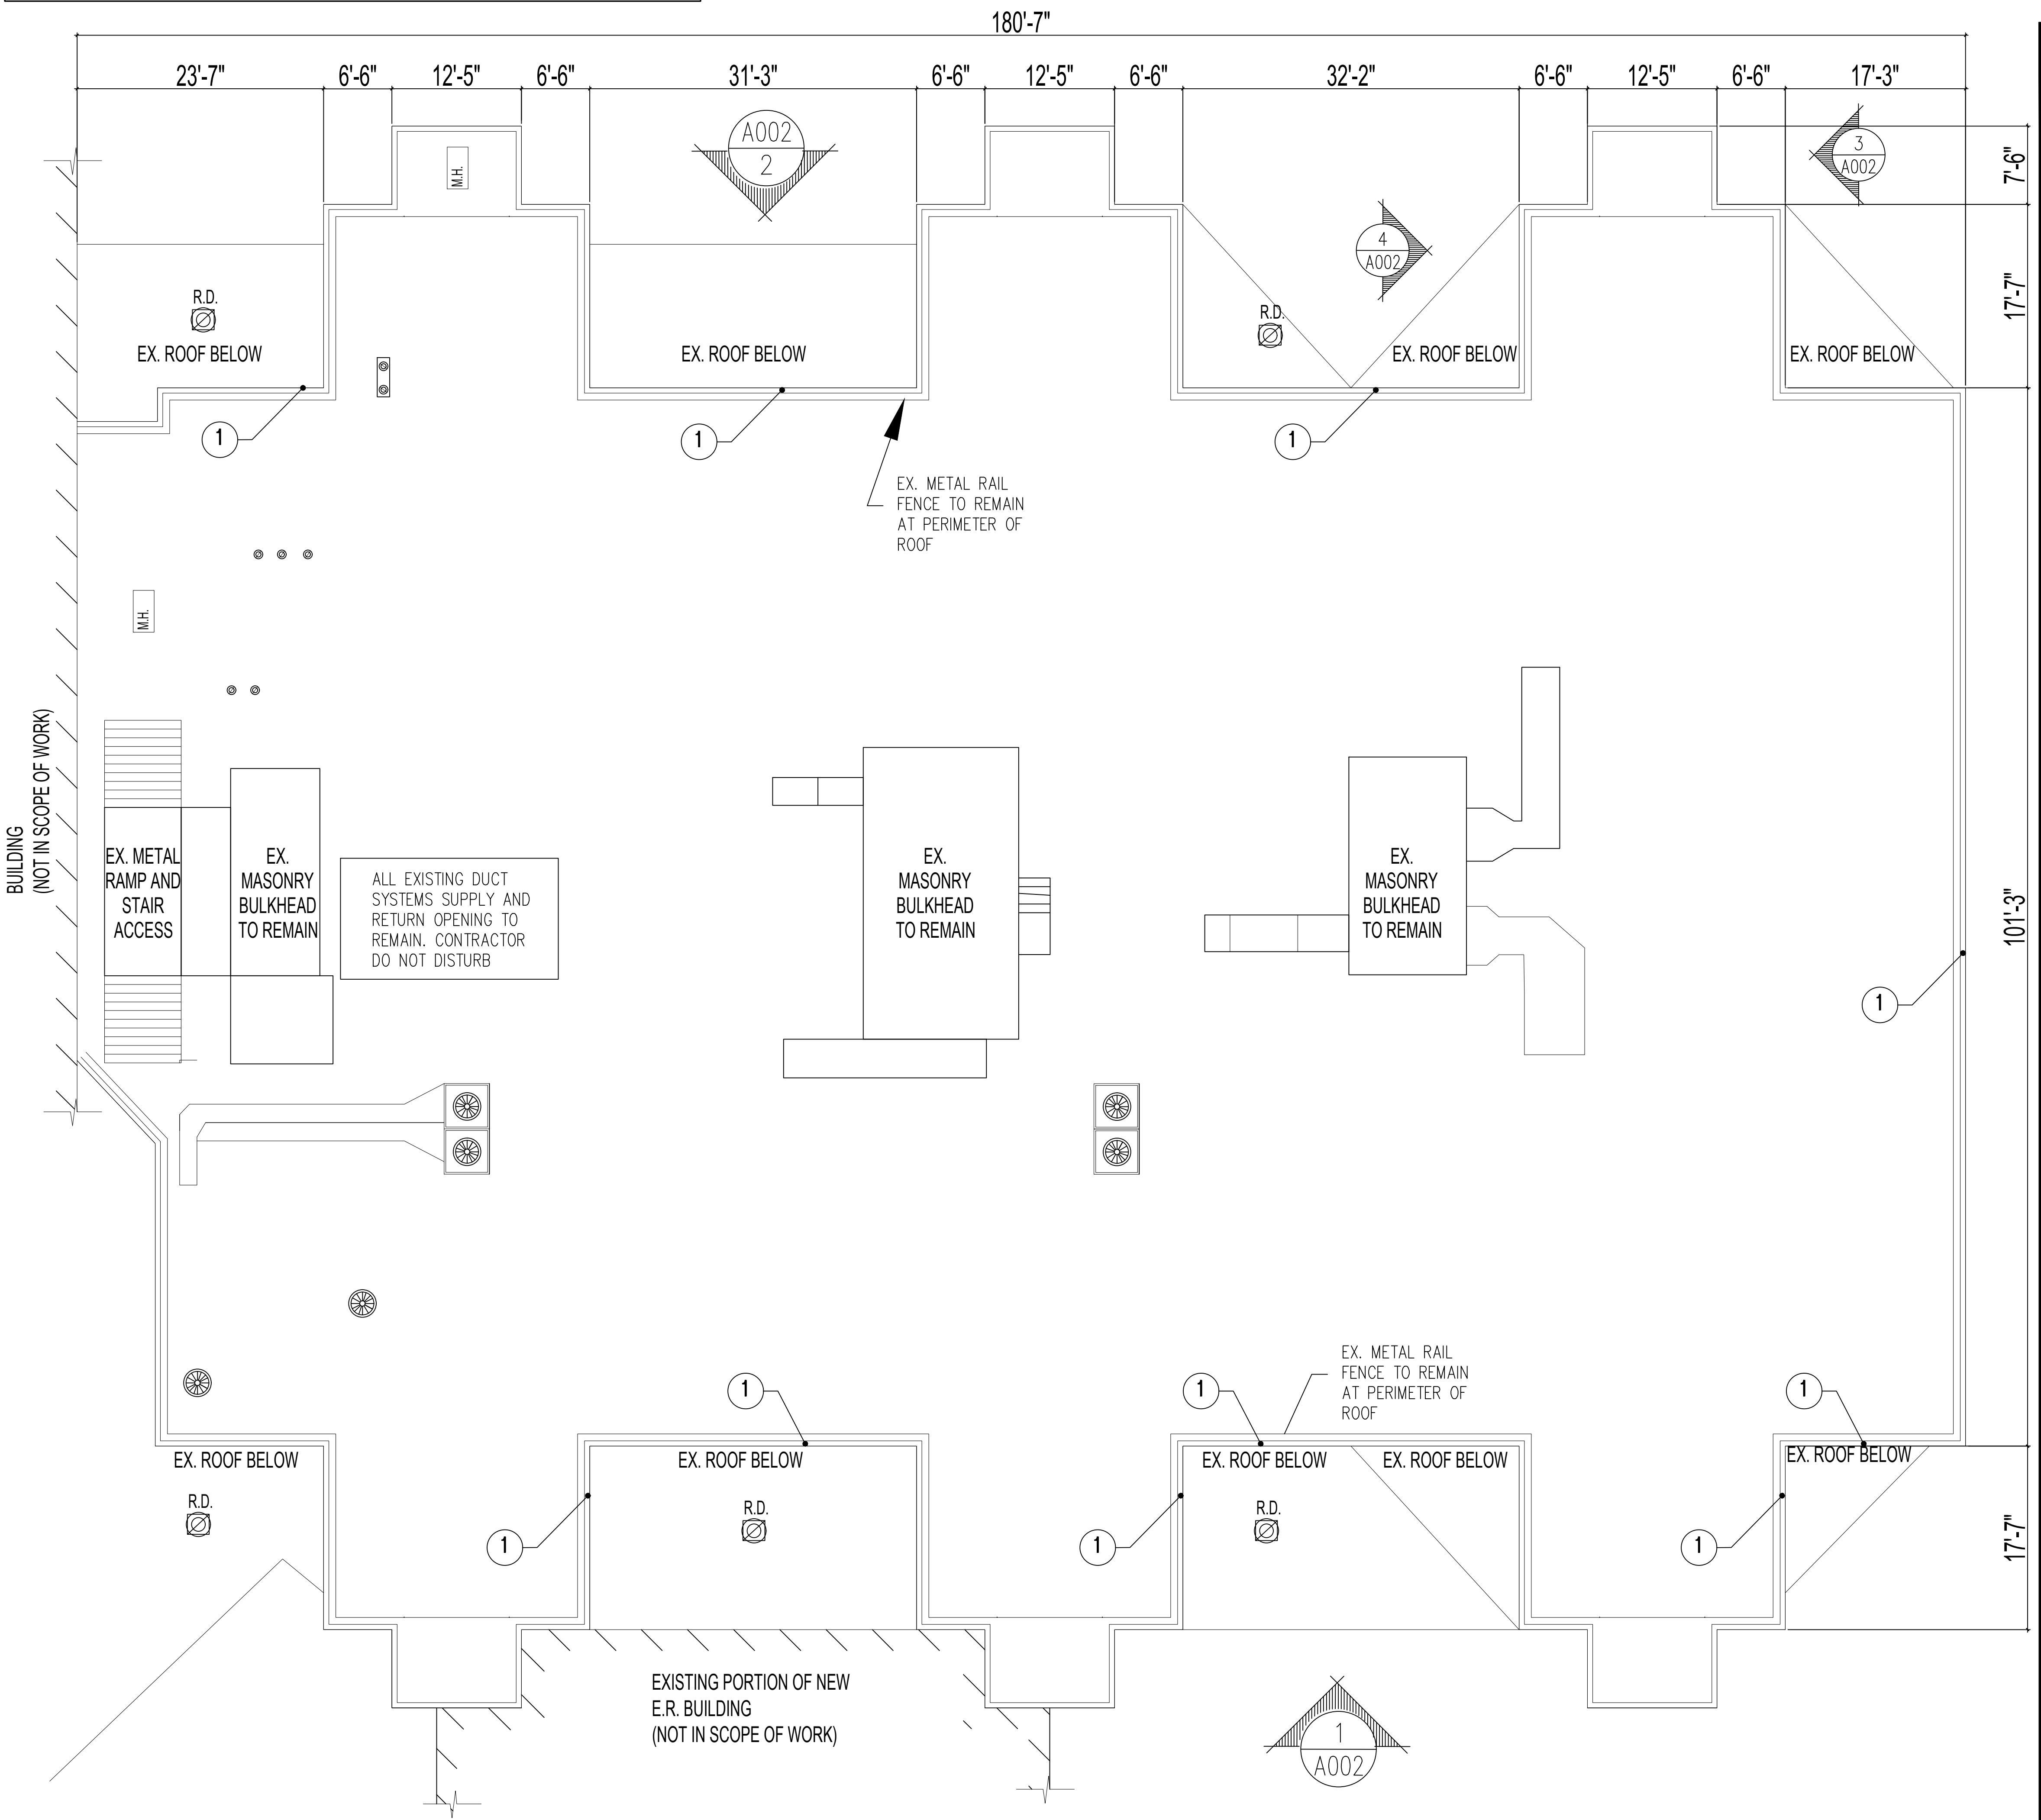 180'-7"
23'-7" 6'-6" 12'-5" 6'-6" 31'-3" 6'-6" 12'-5" 6'-6" 32'-2" 6'-6" 12'-5" 6'-6" 17'-3"
A002
2
3
A002
7'-6"
M.H.
4
A002
17'-7"
R.D.
R.D.
EX. ROOF BELOW
EX. ROOF BELOW
EX. ROOF BELOW
EX. ROOF BELOW
1
1
1
EX. METAL RAIL
FENCE TO REMAIN
AT PERIMETER OF
ROOF
M.H.
BUILDING
(NOT IN SCOPE OF WORK)
EX. METAL
RAMP AND
STAIR
ACCESS
EX.
MASONRY
BULKHEAD
TO REMAIN
ALL EXISTING DUCT
SYSTEMS SUPPLY AND
RETURN OPENING TO
REMAIN. CONTRACTOR
DO NOT DISTURB
EX.
MASONRY
BULKHEAD
TO REMAIN
EX.
MASONRY
BULKHEAD
TO REMAIN
101'-3"
1
EX. METAL RAIL
FENCE TO REMAIN
AT PERIMETER OF
ROOF
1
1
1
EX. ROOF BELOW
EX. ROOF BELOW
EX. ROOF BELOW
EX. ROOF BELOW
EX. ROOF BELOW
R.D.
R.D.
R.D.
1
1
1
17'-7"
EXISTING PORTION OF NEW
E.R. BUILDING
(NOT IN SCOPE OF WORK)
1
A002